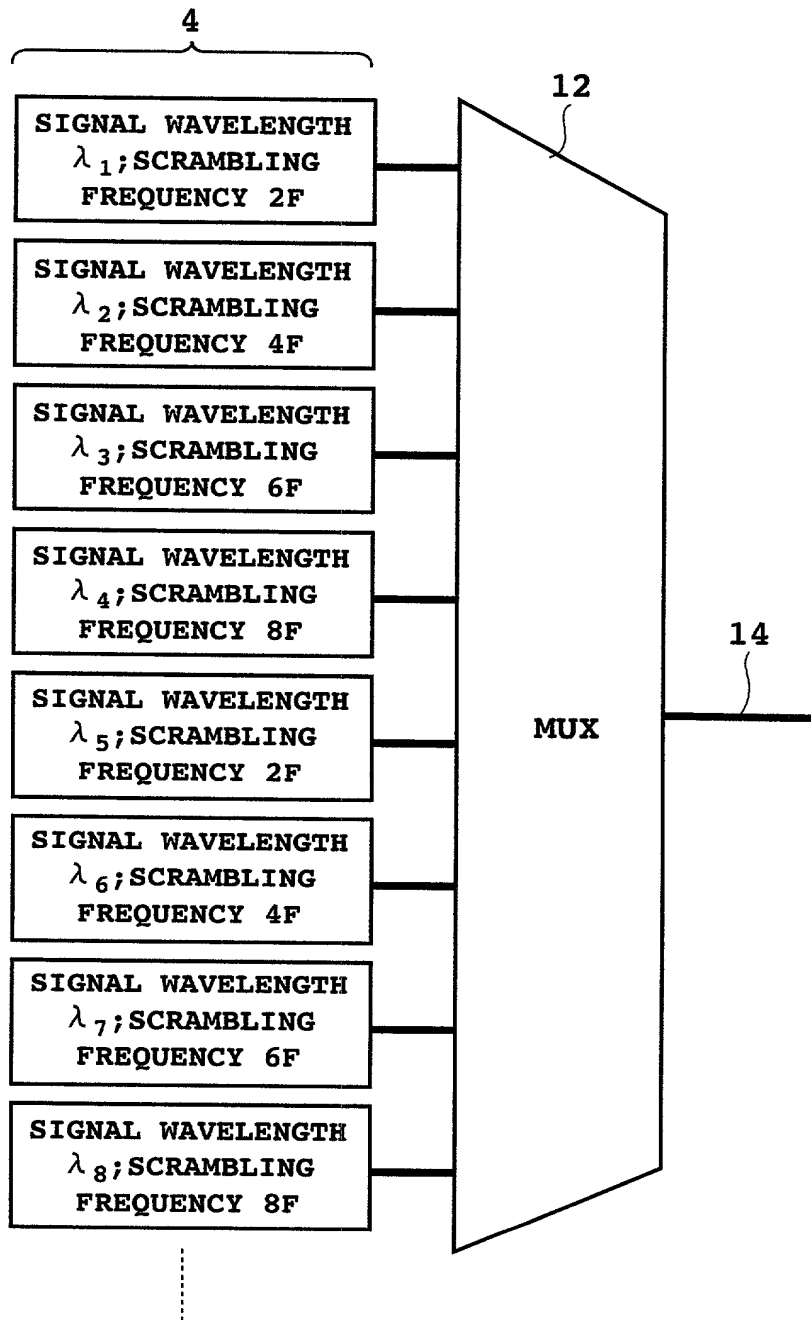 4
12
SIGNAL WAVELENGTH
λ1;SCRAMBLING
FREQUENCY 2F
SIGNAL WAVELENGTH
λ2;SCRAMBLING
FREQUENCY 4F
SIGNAL WAVELENGTH
λ3;SCRAMBLING
FREQUENCY 6F
SIGNAL WAVELENGTH
λ4;SCRAMBLING
FREQUENCY 8F
14
SIGNAL WAVELENGTH
λ5;SCRAMBLING
FREQUENCY 2F
MUX
SIGNAL WAVELENGTH
λ6;SCRAMBLING
FREQUENCY 4F
SIGNAL WAVELENGTH
λ7;SCRAMBLING
FREQUENCY 6F
SIGNAL WAVELENGTH
λ8;SCRAMBLING
FREQUENCY 8F